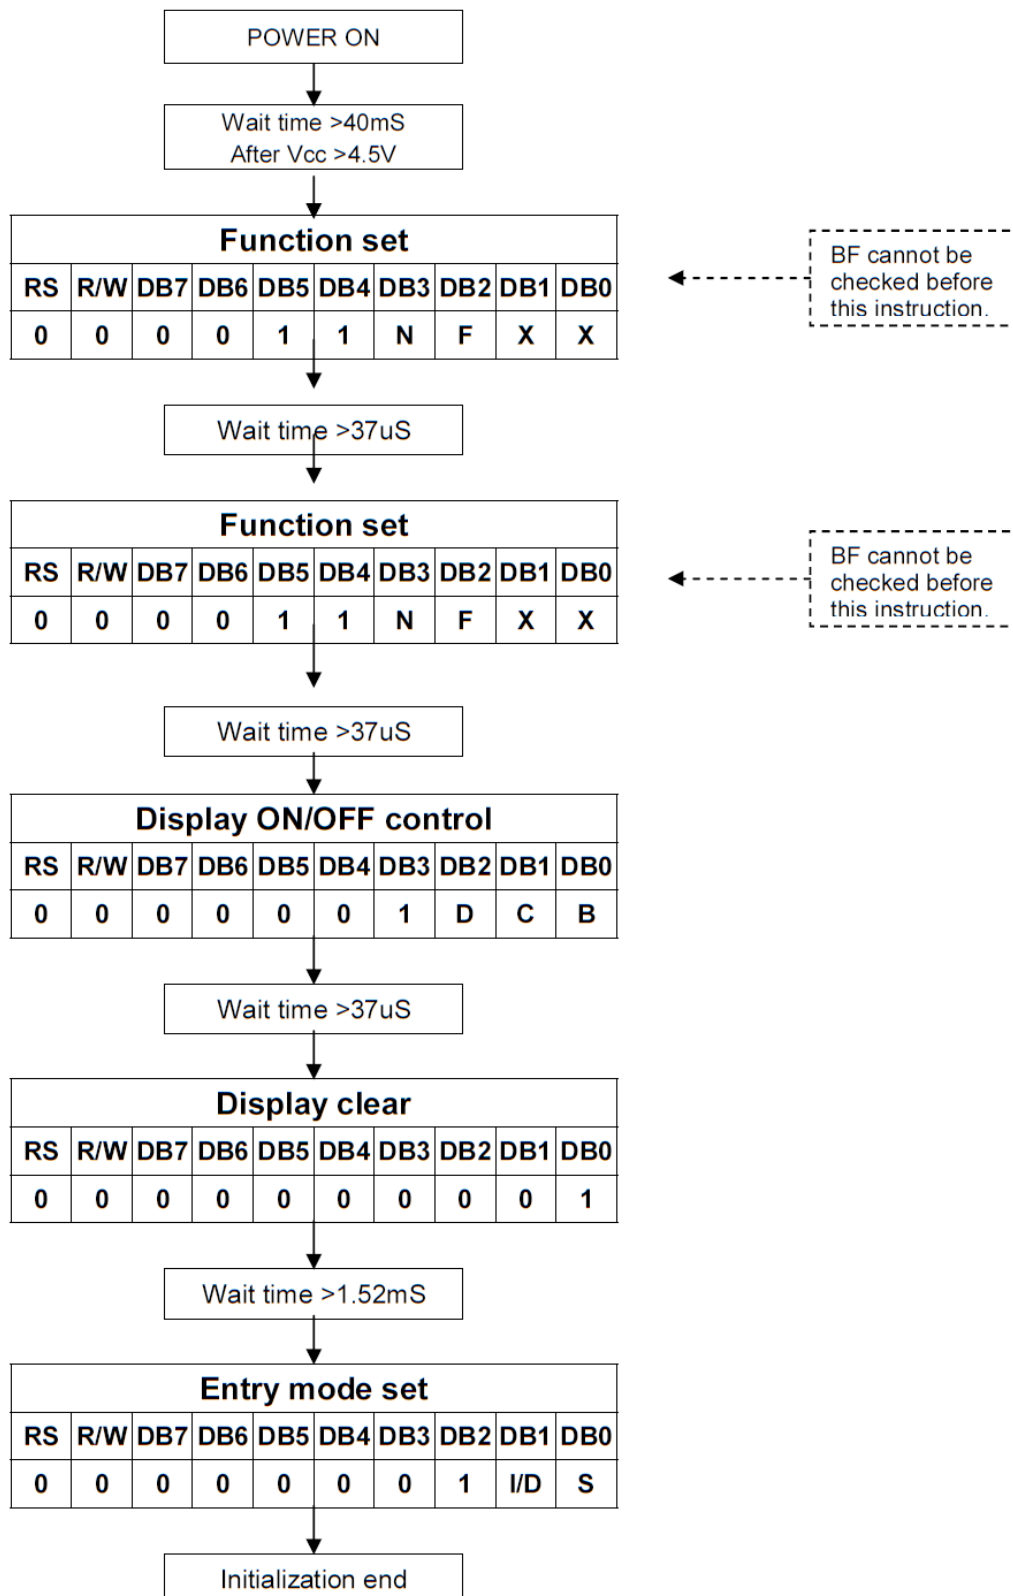 POWER ON
Wait time >40mS
After Vcc >4.5V
Function set
RS R/W DB7 DB6 DB5 DB4 DB3 DB2 DB1 DB0
0 0 0 0 1 1 N F X X
BF cannot be
checked before
this instruction.
Wait time >37uS
Function set
RS R/W DB7 DB6 DB5 DB4 DB3 DB2 DB1 DB0
0 0 0 0 1 1 N F X X
BF cannot be
checked before
this instruction.
Wait time >37uS
Display ON/OFF control
RS R/W DB7 DB6 DB5 DB4 DB3 DB2 DB1 DB0
0 0 0 0 0 0 1 D C B
Wait time >37uS
Display clear
RS R/W DB7 DB6 DB5 DB4 DB3 DB2 DB1 DB0
0 0 0 0 0 0 0 0 0 1
Wait time >1.52mS
Entry mode set
RS R/W DB7 DB6 DB5 DB4 DB3 DB2 DB1 DB0
0 0 0 0 0 0 0 1 I/D S
Initialization end